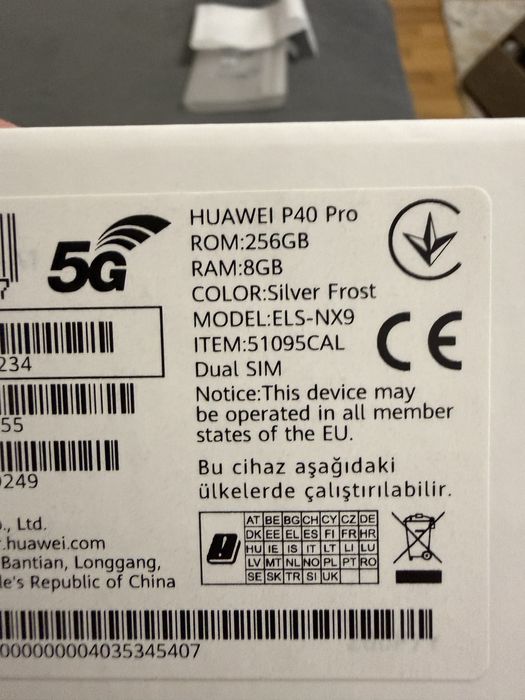 5G
HUAWEI P40 Pro
ROM:256GB
RAM:8GB
COLOR:Silver Frost
MODEL:ELS-NX9
ITEM:51095CAL
Dual SIM
Notice:This device may
be operated in all member
states of the EU.
Bu cihaz aşağıdaki
ülkelerde çalıştırılabilir.
CE
7
234
55
0249
., Ltd.
.huawei.com
Bantian, Longgang,
le's Republic of China
AT BE BG CH CY CZ DE
DK EE EL ES FI FR HR
HU IE IS IT LT LI LU
LV MT NL NO PL PT RO
SE SK TR SI UK
0000000004035345407